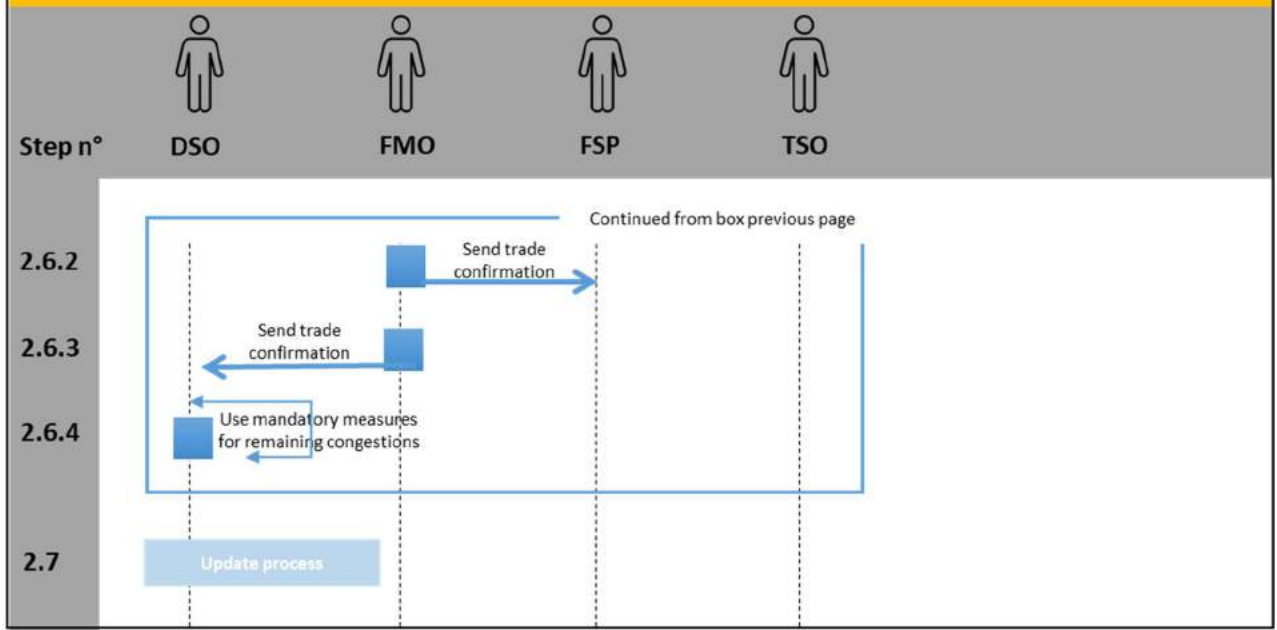 Step n° DSO FMO FSP TSO
Continued from box previous page
2.6.2
Send trade
confirmation
2.6.3
Send trade
confirmation
2.6.4
Use mandatory measures
for remaining congestions
2.7
Update process